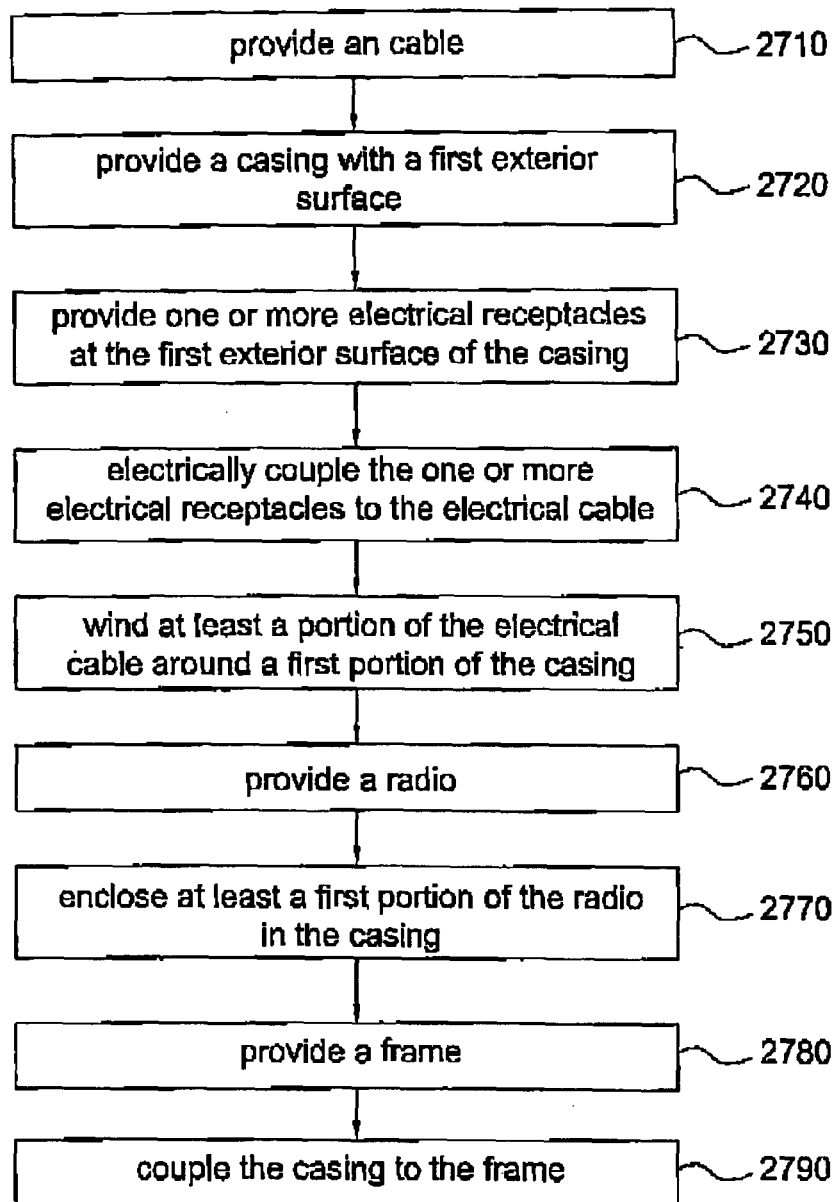 provide an cable
2710
provide a casing with a first exterior
surface
2720
provide one or more electrical receptacles
at the first exterior surface of the casing
2730
electrically couple the one or more
electrical receptacles to the electrical cable
2740
wind at least a portion of the electrical
cable around a first portion of the casing
2750
provide a radio
2760
enclose at least a first portion of the radio
in the casing
2770
provide a frame
2780
couple the casing to the frame
2790